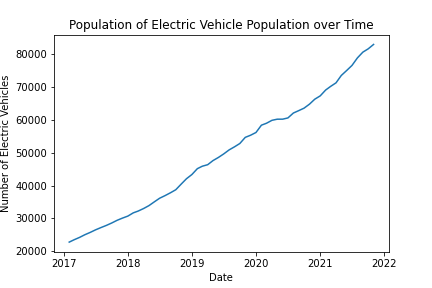 Population of Electric Vehicle Population over Time
Number of Electric Vehicles
80000
70000
60000
50000
40000
30000
20000
2017 2018 2019 2020 2021 2022
Date